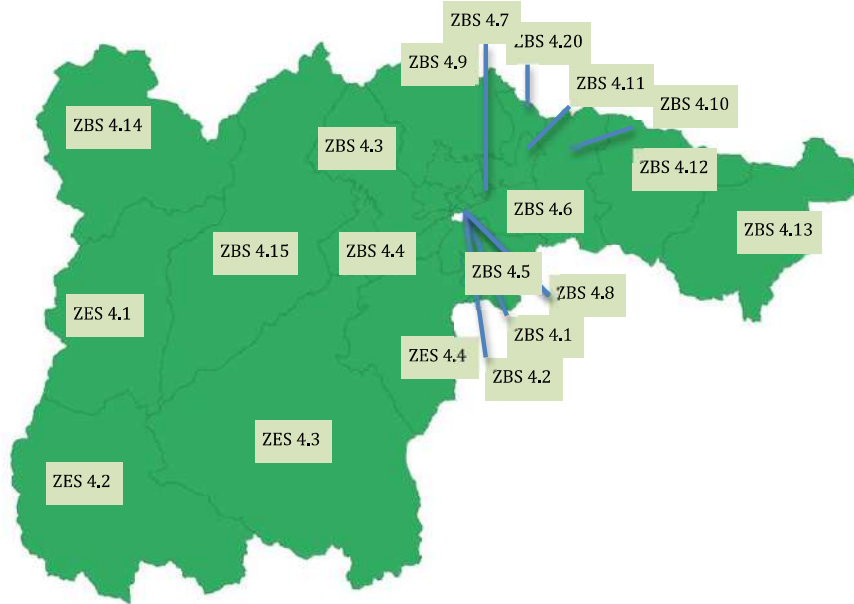 ZBS 4.7
ZBS 4.20
ZBS 4.9
ZBS 4.11
ZBS 4.10
ZBS 4.14
ZBS 4.3
ZBS 4.12
ZBS 4.6
ZBS 4.13
ZBS 4.15
ZBS 4.4
ZBS 4.5
ZBS 4.8
ZES 4.1
ZBS 4.1
ZES 4.4
ZBS 4.2
ZES 4.3
ZES 4.2